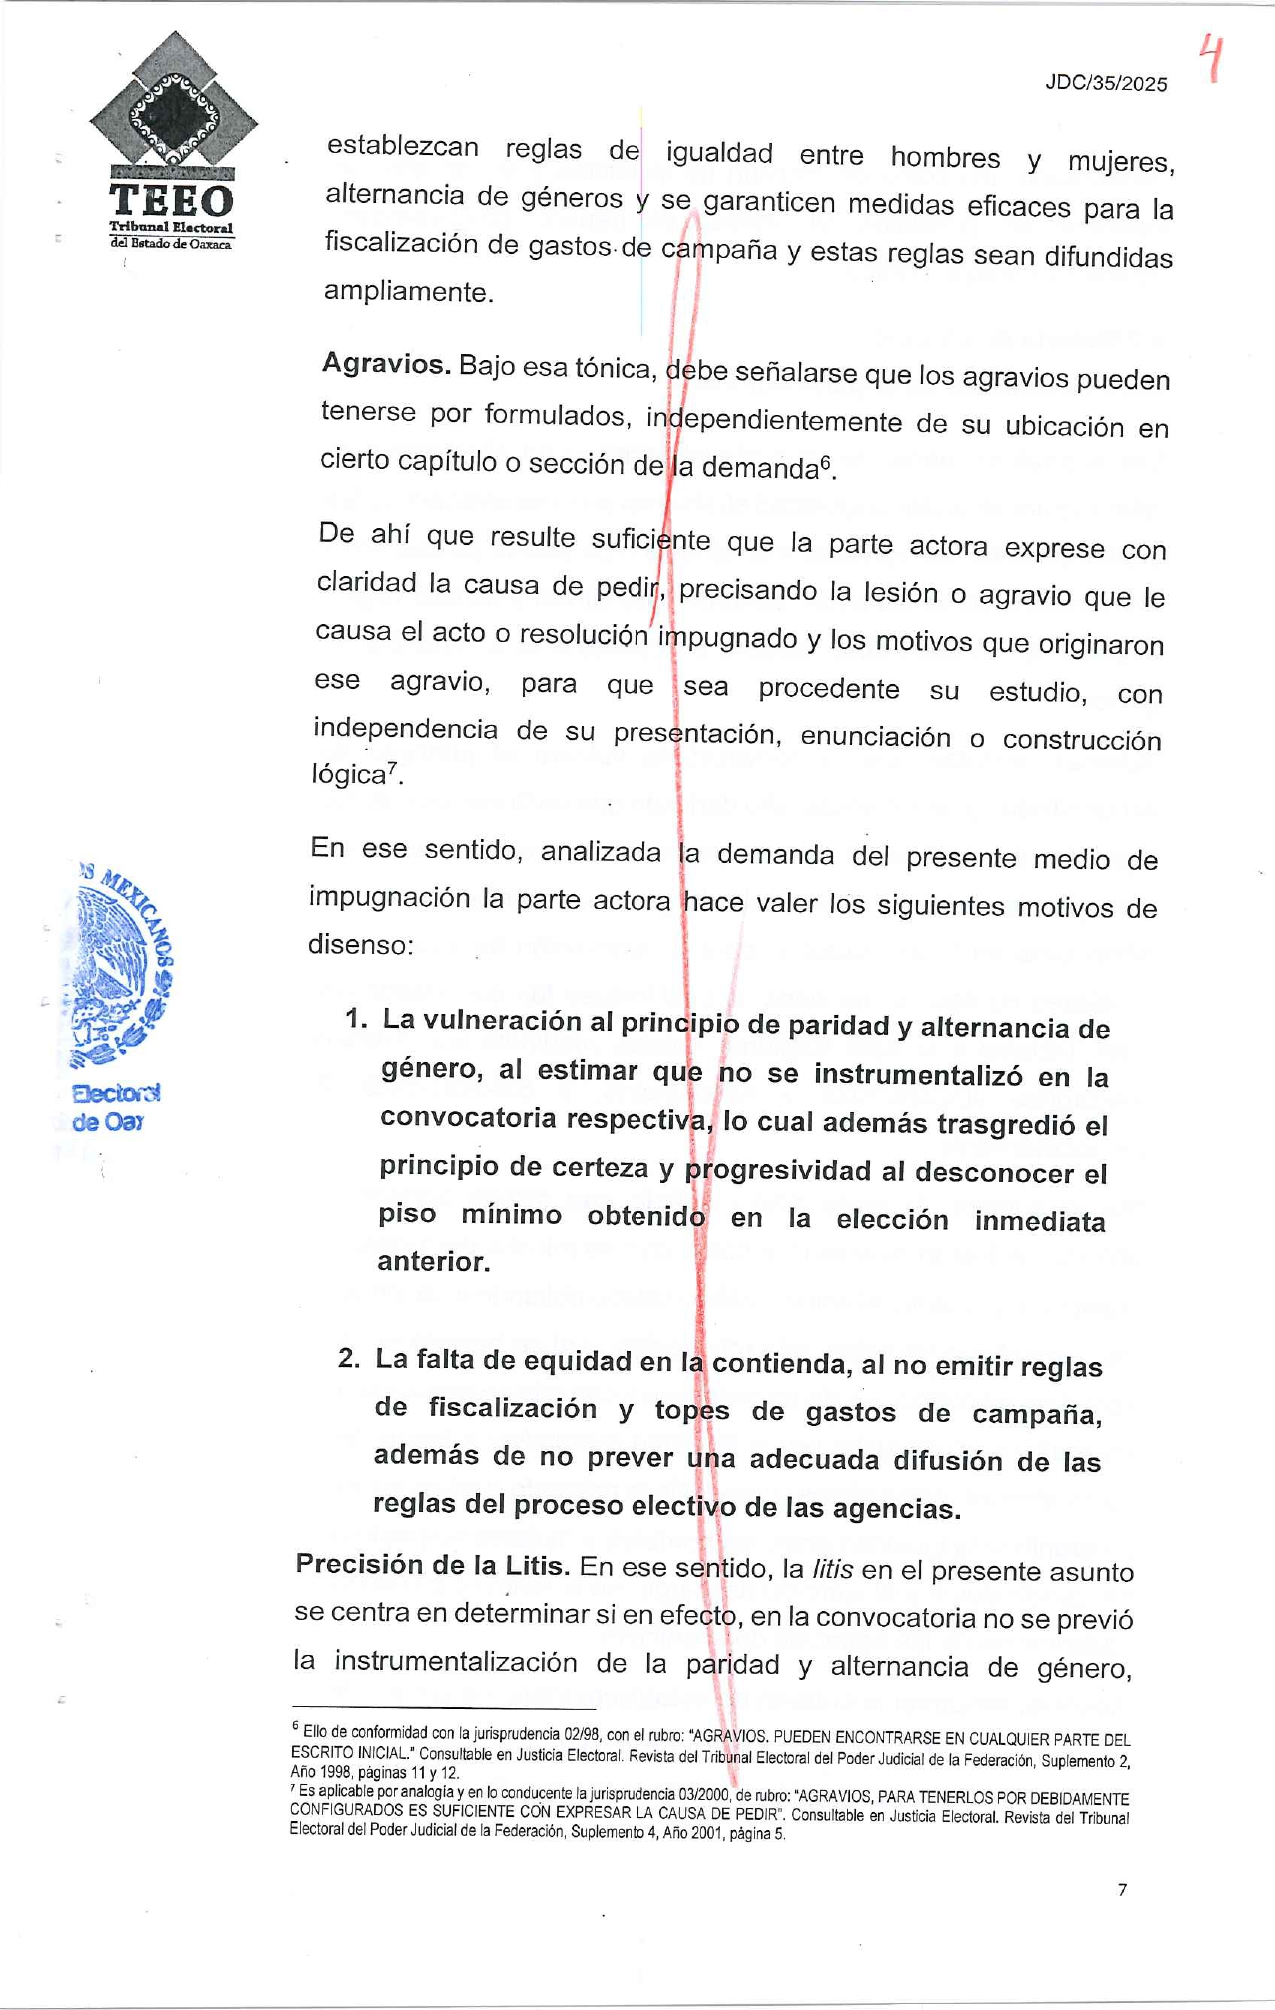 4
JDC/35/2025
TEEO
Tribunal Electoral
del Estado de Oaxaca
establezcan reglas de igualdad entre hombres y mujeres,
alternancia de géneros y se garanticen medidas eficaces para la
fiscalización de gastos de campaña y estas reglas sean difundidas
ampliamente.
Agravios. Bajo esa tónica, debe señalarse que los agravios pueden
tenerse por formulados, independientemente de su ubicación en
cierto capítulo o sección de la demanda⁶.
De ahí que resulte suficiente que la parte actora exprese con
claridad la causa de pedir, precisando la lesión o agravio que le
causa el acto o resolución impugnado y los motivos que originaron
ese agravio, para que sea procedente su estudio, con
independencia de su presentación, enunciación o construcción
lógica⁷.
En ese sentido, analizada la demanda del presente medio de
impugnación la parte actora hace valer los siguientes motivos de
disenso:
S MEXICANOS
Electoral
de Oax
1. La vulneración al principio de paridad y alternancia de
género, al estimar que no se instrumentalizó en la
convocatoria respectiva, lo cual además trasgredió el
principio de certeza y progresividad al desconocer el
piso mínimo obtenido en la elección inmediata
anterior.
2. La falta de equidad en la contienda, al no emitir reglas
de fiscalización y topes de gastos de campaña,
además de no prever una adecuada difusión de las
reglas del proceso electivo de las agencias.
Precisión de la Litis. En ese sentido, la litis en el presente asunto
se centra en determinar si en efecto, en la convocatoria no se previó
la instrumentalización de la paridad y alternancia de género,
⁶ Ello de conformidad con la jurisprudencia 02/98, con el rubro: "AGRAVIOS. PUEDEN ENCONTRARSE EN CUALQUIER PARTE DEL
ESCRITO INICIAL." Consultable en Justicia Electoral. Revista del Tribunal Electoral del Poder Judicial de la Federación, Suplemento 2,
Año 1998, páginas 11 y 12.
⁷ Es aplicable por analogía y en lo conducente la jurisprudencia 03/2000, de rubro: "AGRAVIOS, PARA TENERLOS POR DEBIDAMENTE
CONFIGURADOS ES SUFICIENTE CON EXPRESAR LA CAUSA DE PEDIR". Consultable en Justicia Electoral. Revista del Tribunal
Electoral del Poder Judicial de la Federación, Suplemento 4, Año 2001, página 5.
7